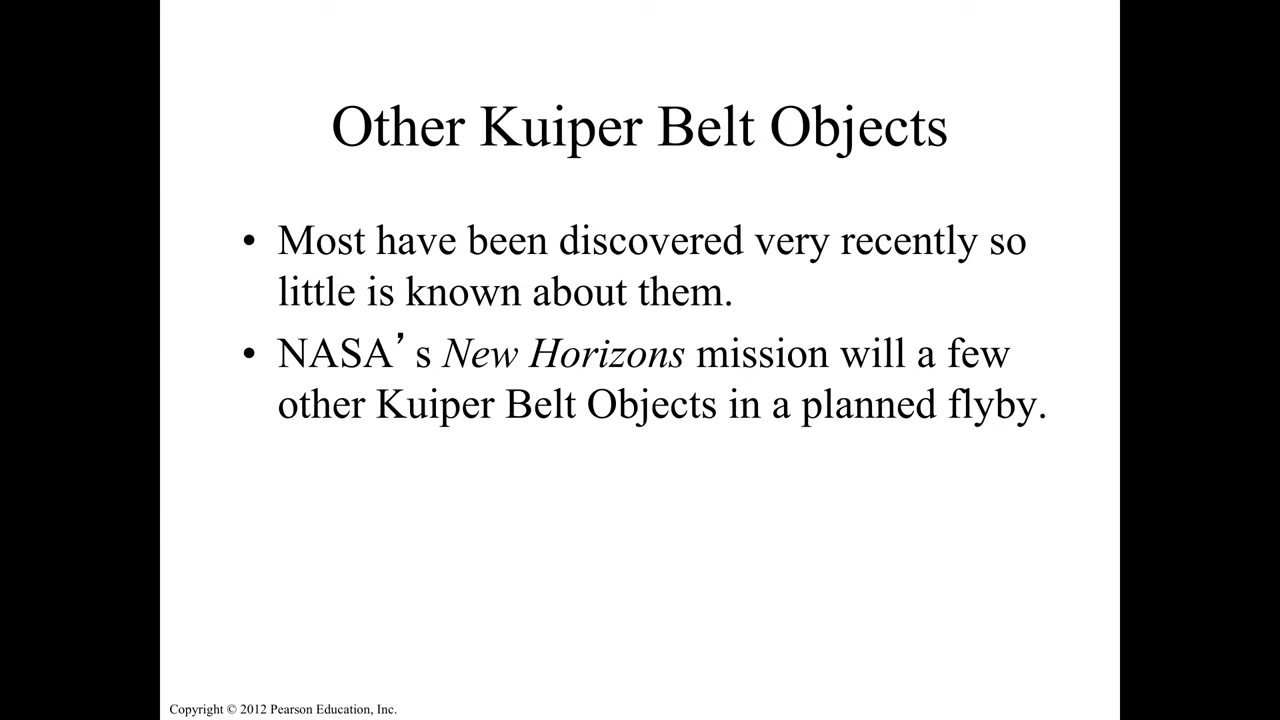 Other Kuiper Belt Objects
• Most have been discovered very recently so
little is known about them.
• NASA’s New Horizons mission will a few
other Kuiper Belt Objects in a planned flyby.
Copyright © 2012 Pearson Education, Inc.